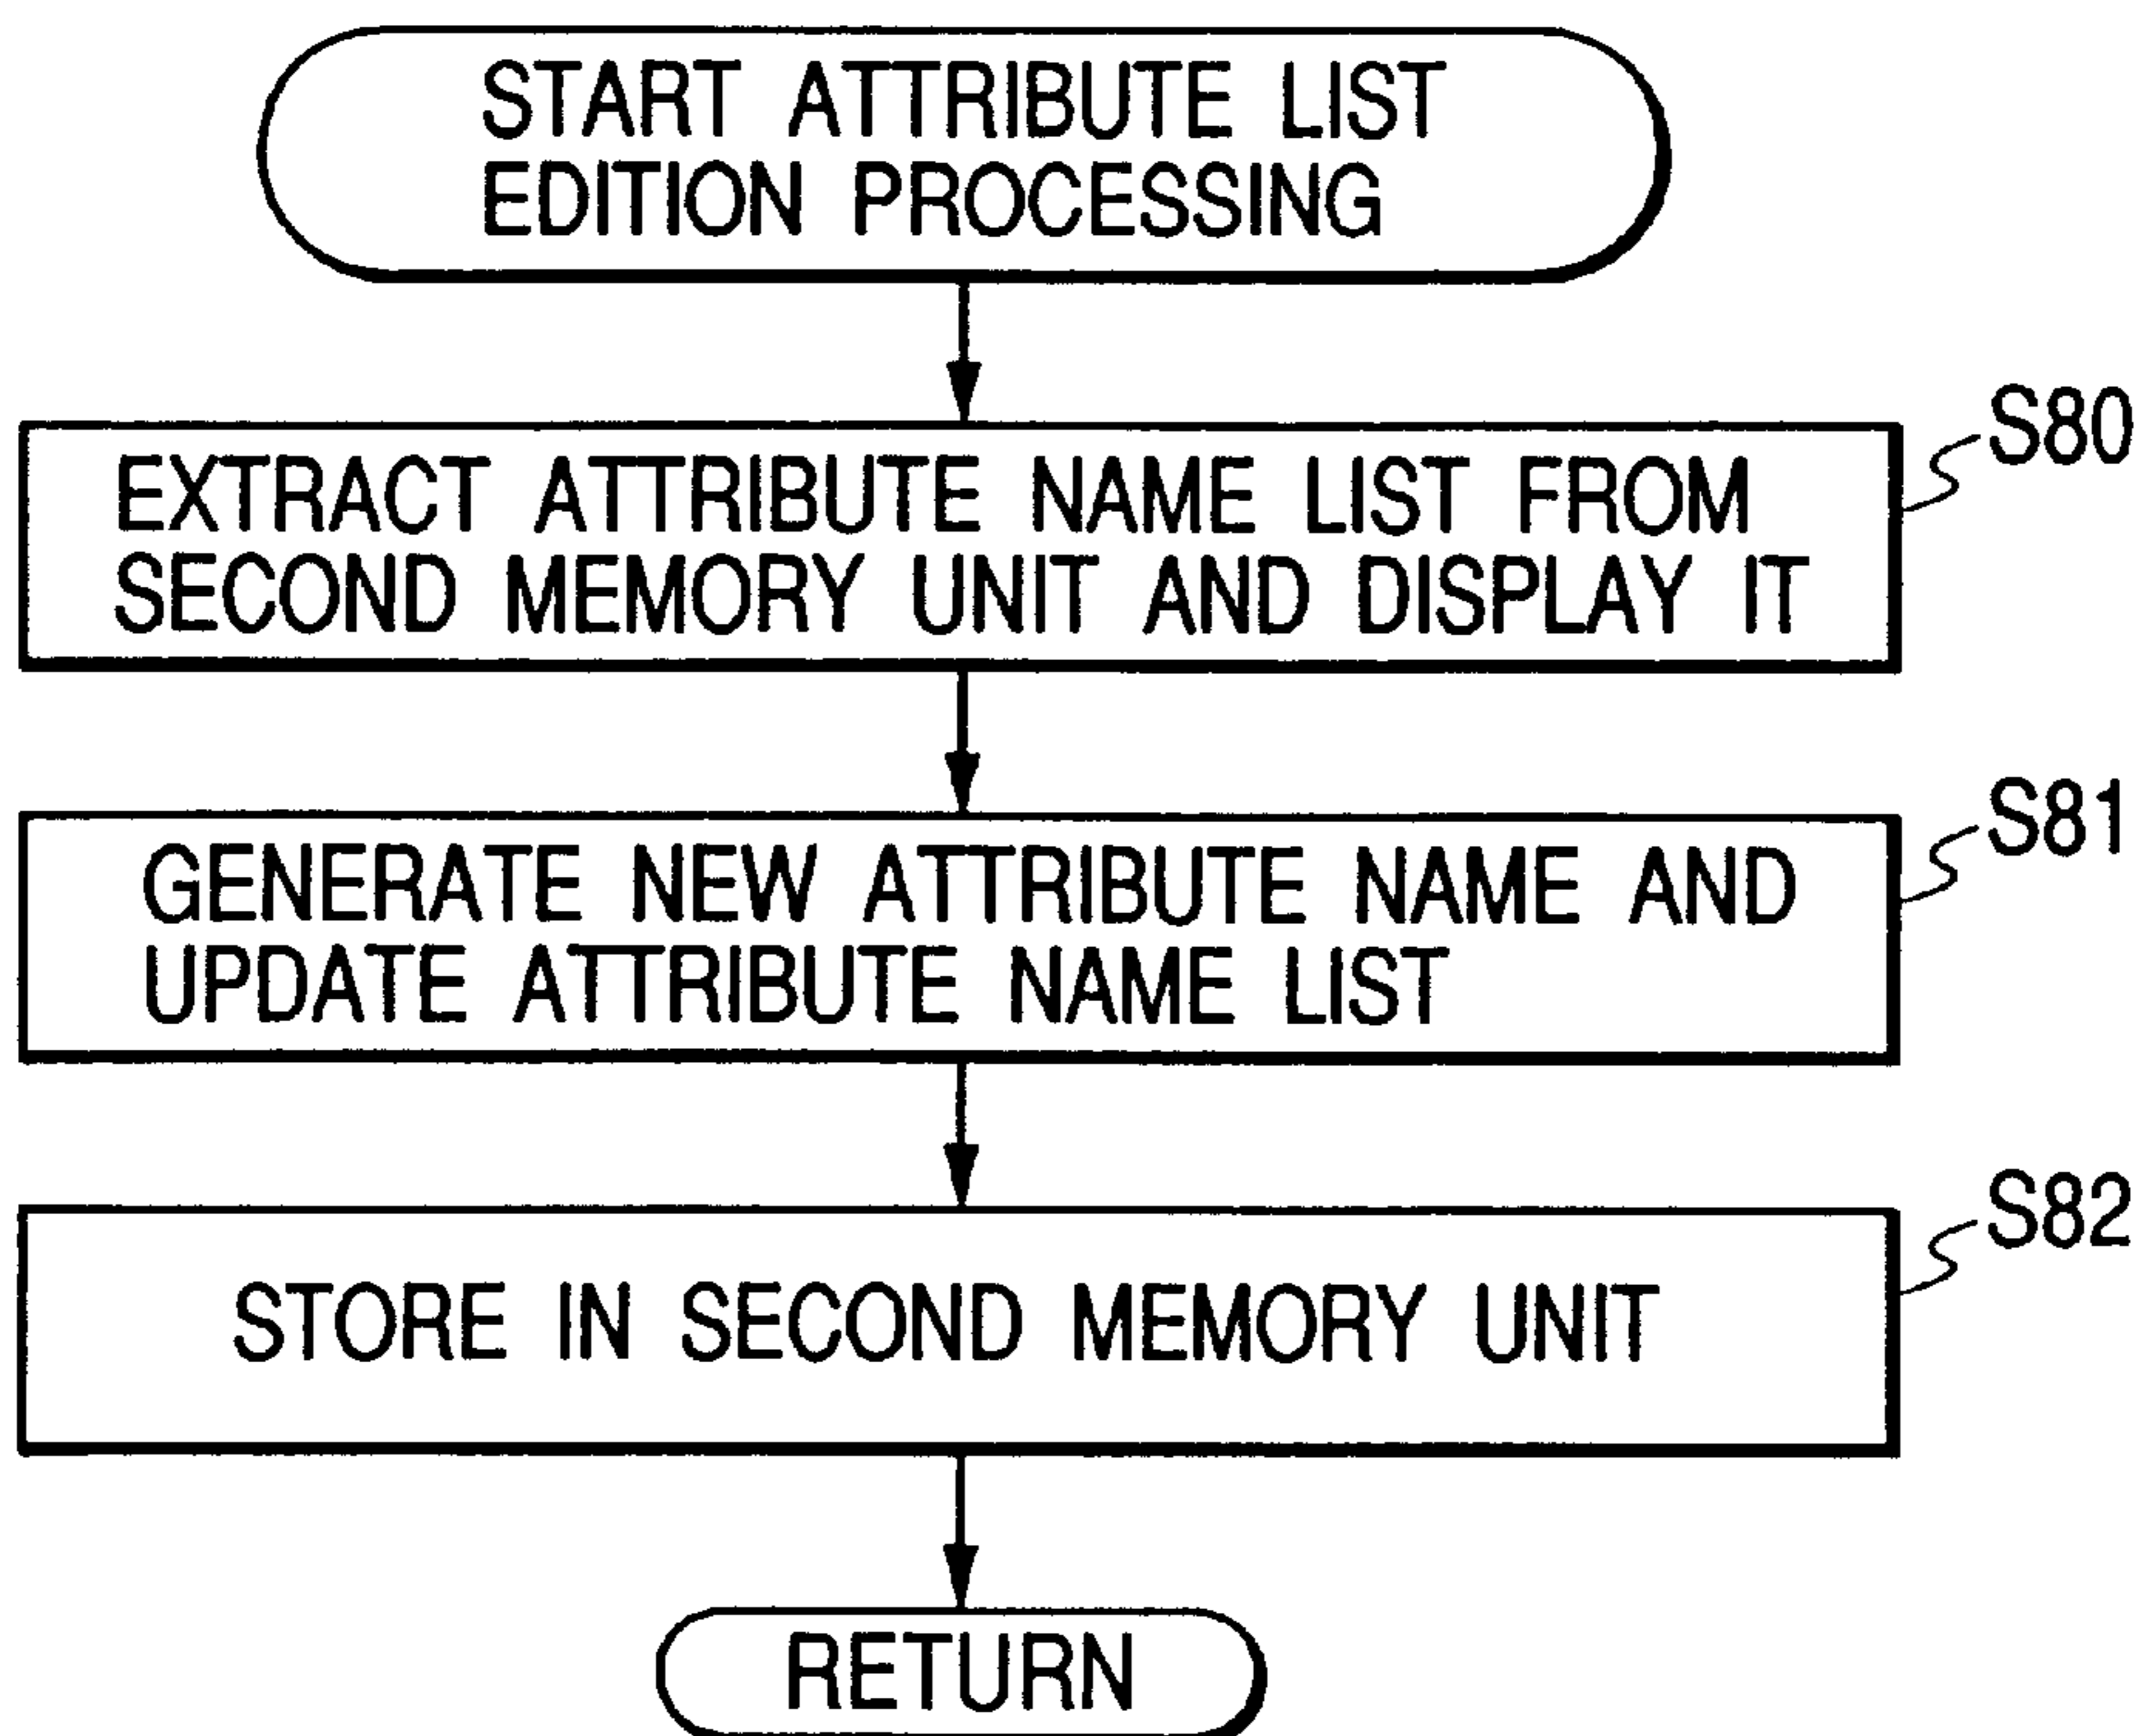 START ATTRIBUTE LIST
EDITION PROCESSING
S80
EXTRACT ATTRIBUTE NAME LIST FROM
SECOND MEMORY UNIT AND DISPLAY IT
S81
GENERATE NEW ATTRIBUTE NAME AND
UPDATE ATTRIBUTE NAME LIST
S82
STORE IN SECOND MEMORY UNIT
RETURN